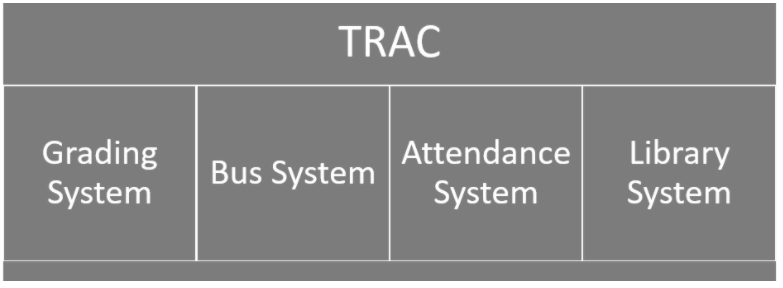 TRAC
Grading
System
Bus System
Attendance
System
Library
System